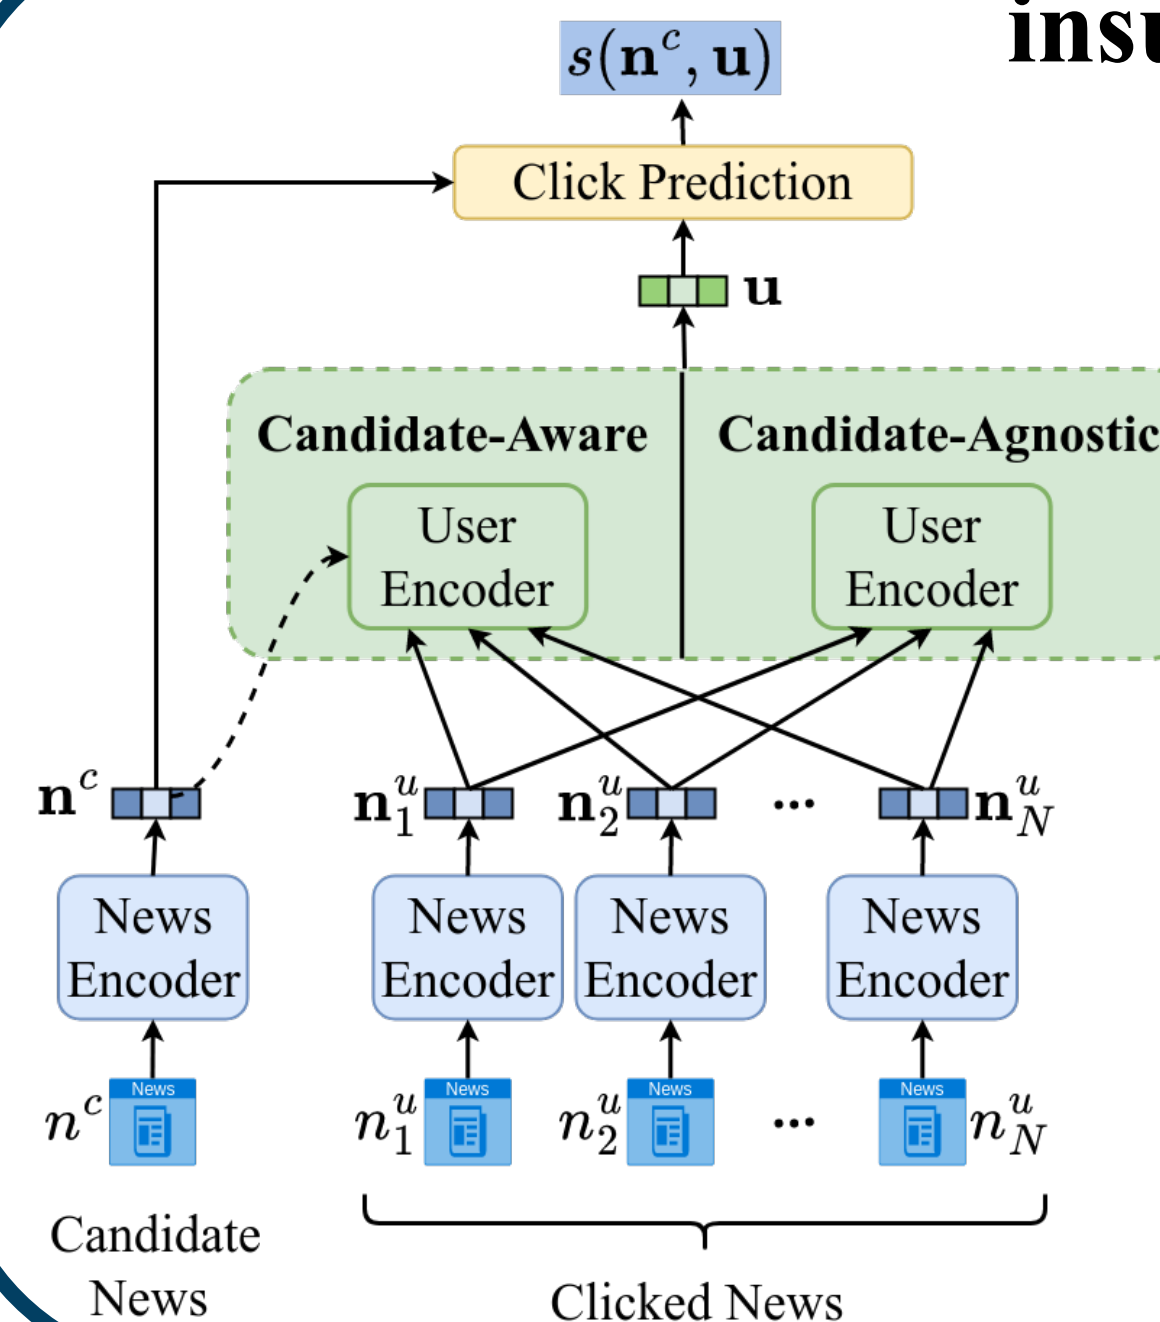 insu
s(n^c, u)
Click Prediction
u
Candidate-Aware
Candidate-Agnostic
User
Encoder
User
Encoder
n^c
n_1^u
n_2^u
...
n_N^u
News
Encoder
News
Encoder
News
Encoder
News
Encoder
n^c
News
n_1^u
News
n_2^u
News
...
News
n_N^u
Candidate
News
Clicked News